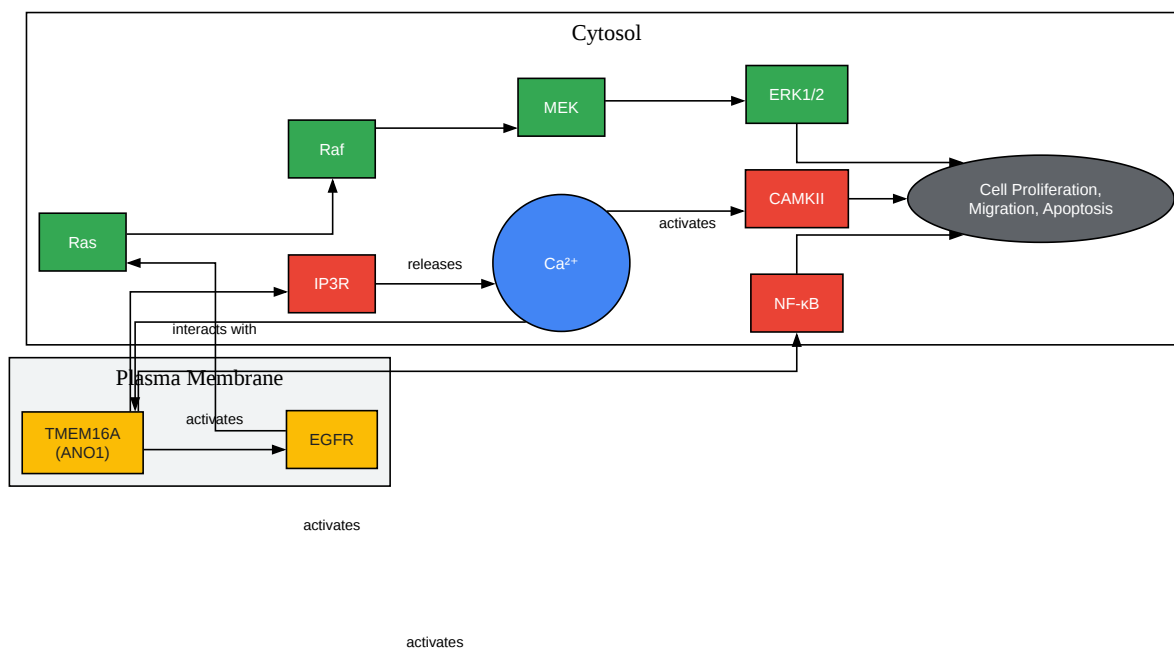 Cytosol
MEK
ERK1/2
Raf
Cell Proliferation,
Migration, Apoptosis
CAMKII
activates
Ras
IP3R
releases
Ca²⁺
NF-κB
interacts with
Plasma Membrane
activates
TMEM16A
(ANO1)
EGFR
activates
activates